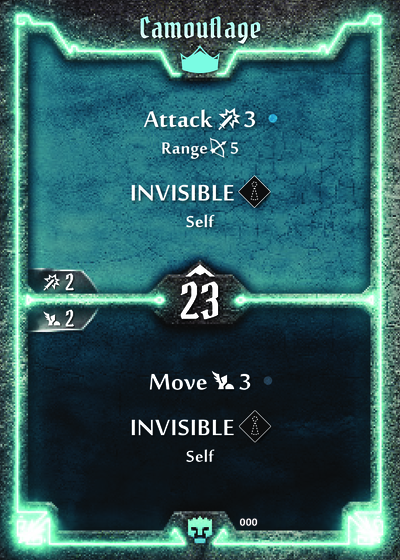 Camouflage
Attack 3
Range 5
INVISIBLE
Self
2
23
2
Move 3
INVISIBLE
Self
000